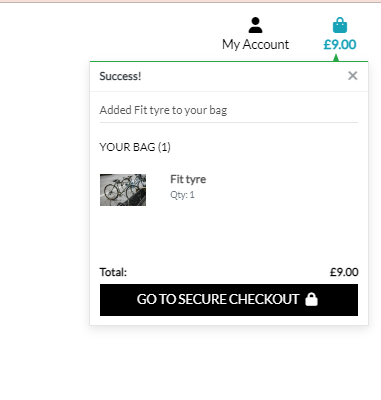 My Account
£9.00
Success!
×
Added Fit tyre to your bag
YOUR BAG (1)
Fit tyre
Qty: 1
Total: £9.00
GO TO SECURE CHECKOUT